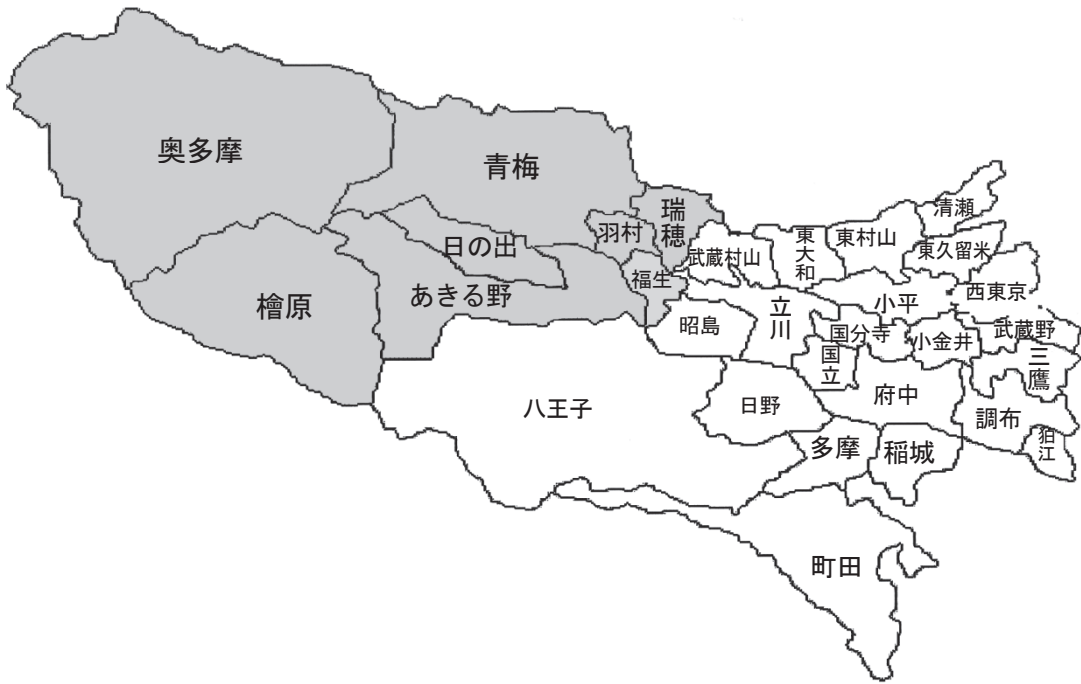 奥多摩
青梅
瑞穂
羽村
日の出
福生
あきる野
檜原
清瀬
東村山
東大和
武蔵村山
東久留米
西東京
小平
立川
昭島
国分寺
小金井
武蔵野
三鷹
国立
府中
調布
狛江
日野
八王子
多摩
稲城
町田